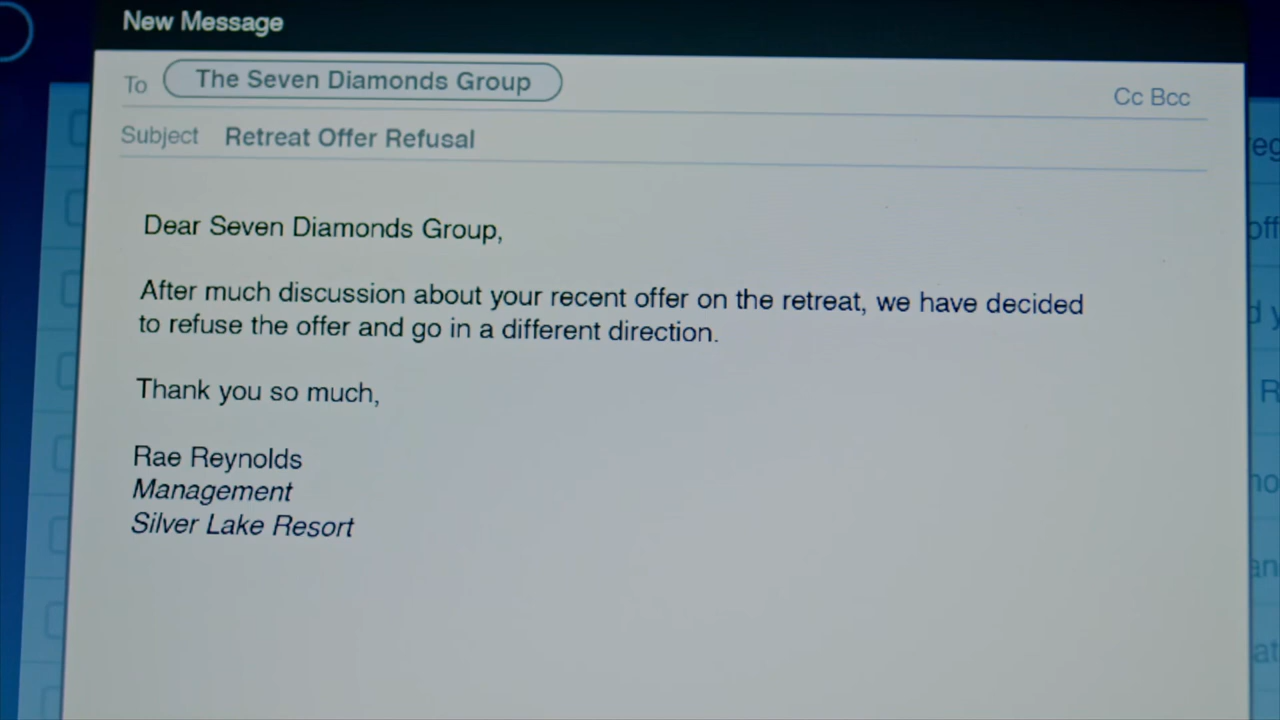 New Message
To The Seven Diamonds Group Cc Bcc
Subject Retreat Offer Refusal
Dear Seven Diamonds Group,
After much discussion about your recent offer on the retreat, we have decided
to refuse the offer and go in a different direction.
Thank you so much,
Rae Reynolds
Management
Silver Lake Resort